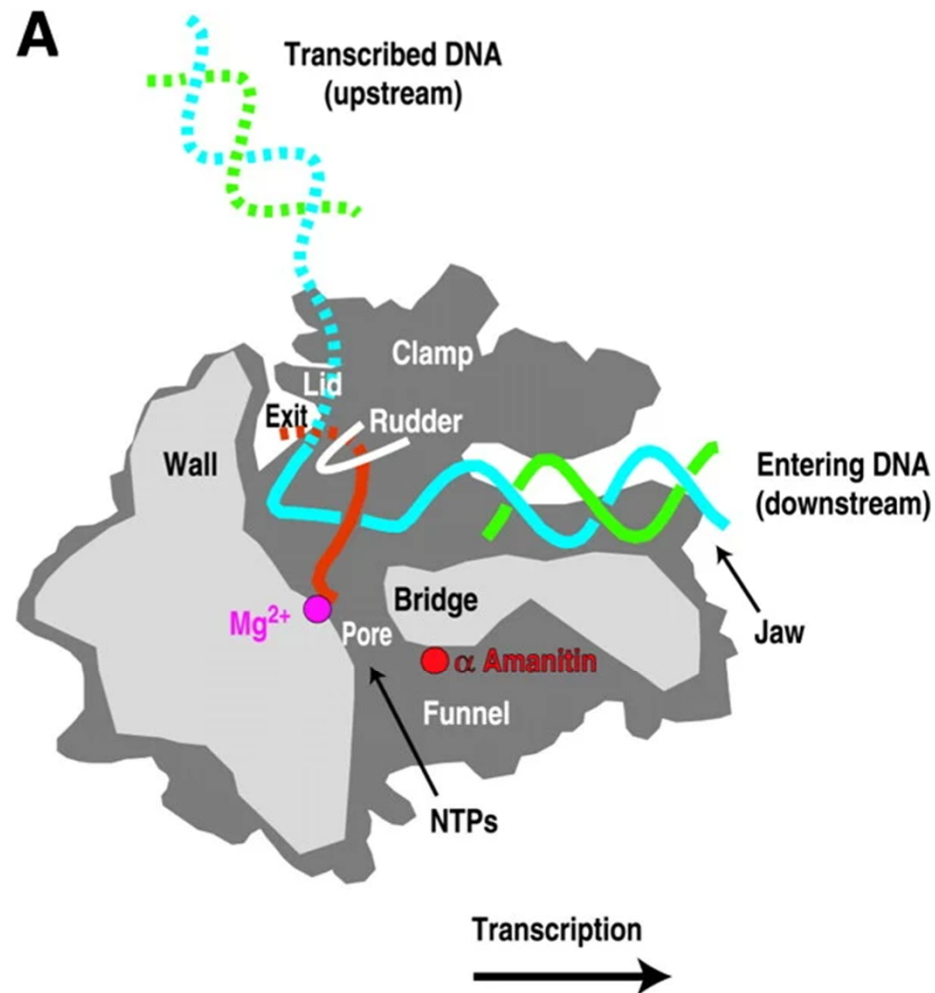 A
Transcribed DNA
(upstream)
Clamp
Lid
Exit
Rudder
Wall
Entering DNA
(downstream)
Bridge
Mg2+
Pore
Jaw
α Amanitin
Funnel
NTPs
Transcription